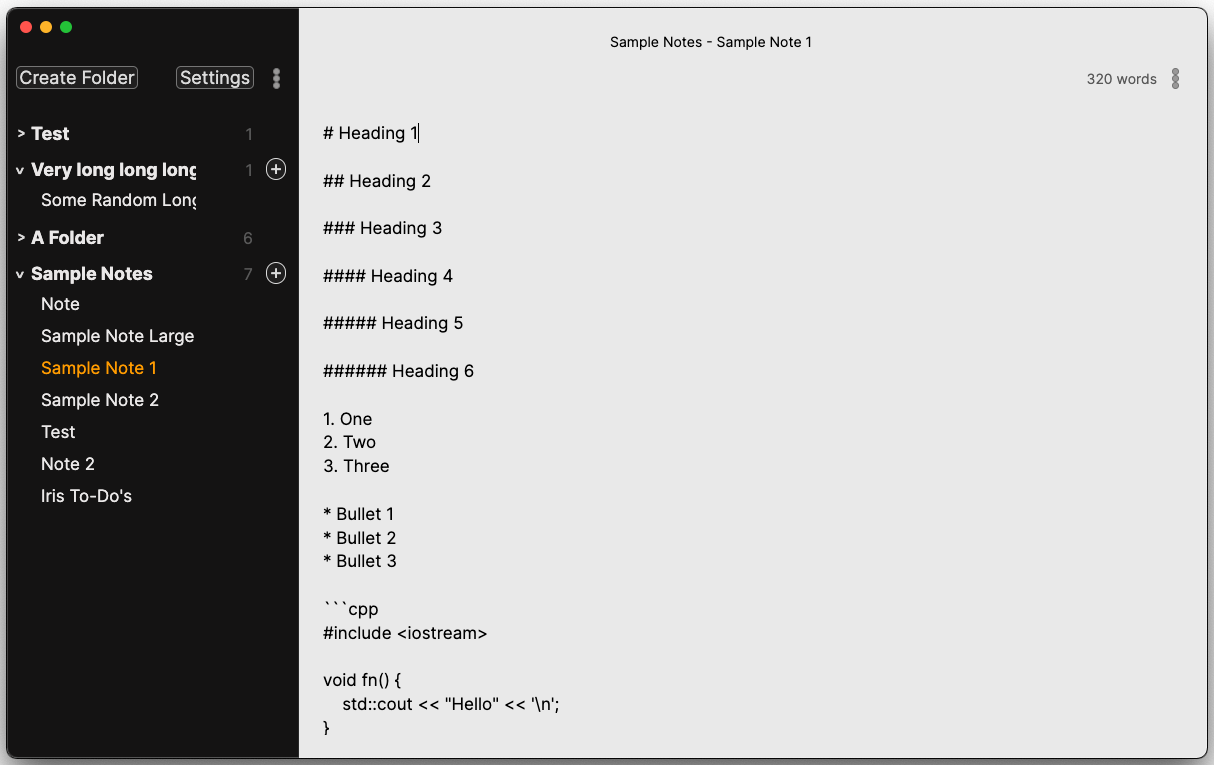 Create Folder
Settings
> Test 1
v Very long long long 1
Some Random Long
> A Folder 6
v Sample Notes 7
Note
Sample Note Large
Sample Note 1
Sample Note 2
Test
Note 2
Iris To-Do's
Sample Notes - Sample Note 1
320 words
# Heading 1
## Heading 2
### Heading 3
#### Heading 4
##### Heading 5
###### Heading 6
1. One
2. Two
3. Three
* Bullet 1
* Bullet 2
* Bullet 3
```cpp
#include <iostream>
void fn() {
    std::cout << "Hello" << '\n';
}